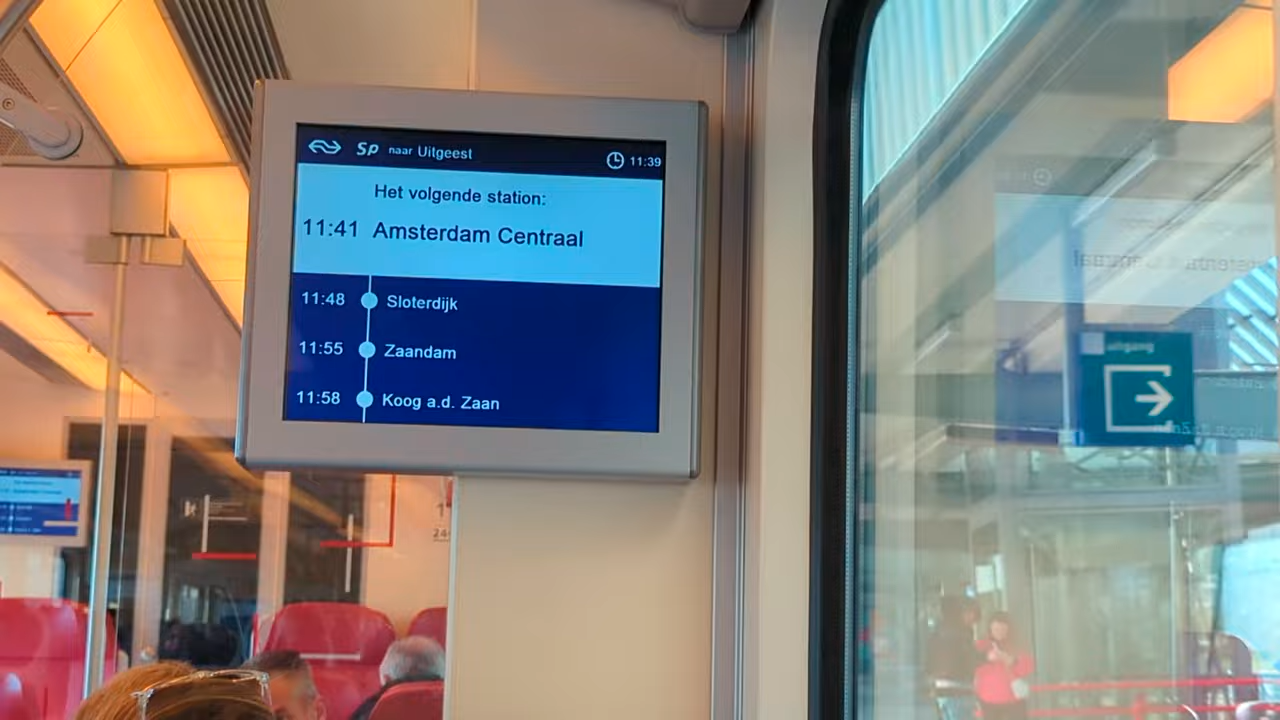 Sp naar Uitgeest 11:39
Het volgende station:
11:41 Amsterdam Centraal
11:48 Sloterdijk
11:55 Zaandam
11:58 Koog a.d. Zaan
uitgang